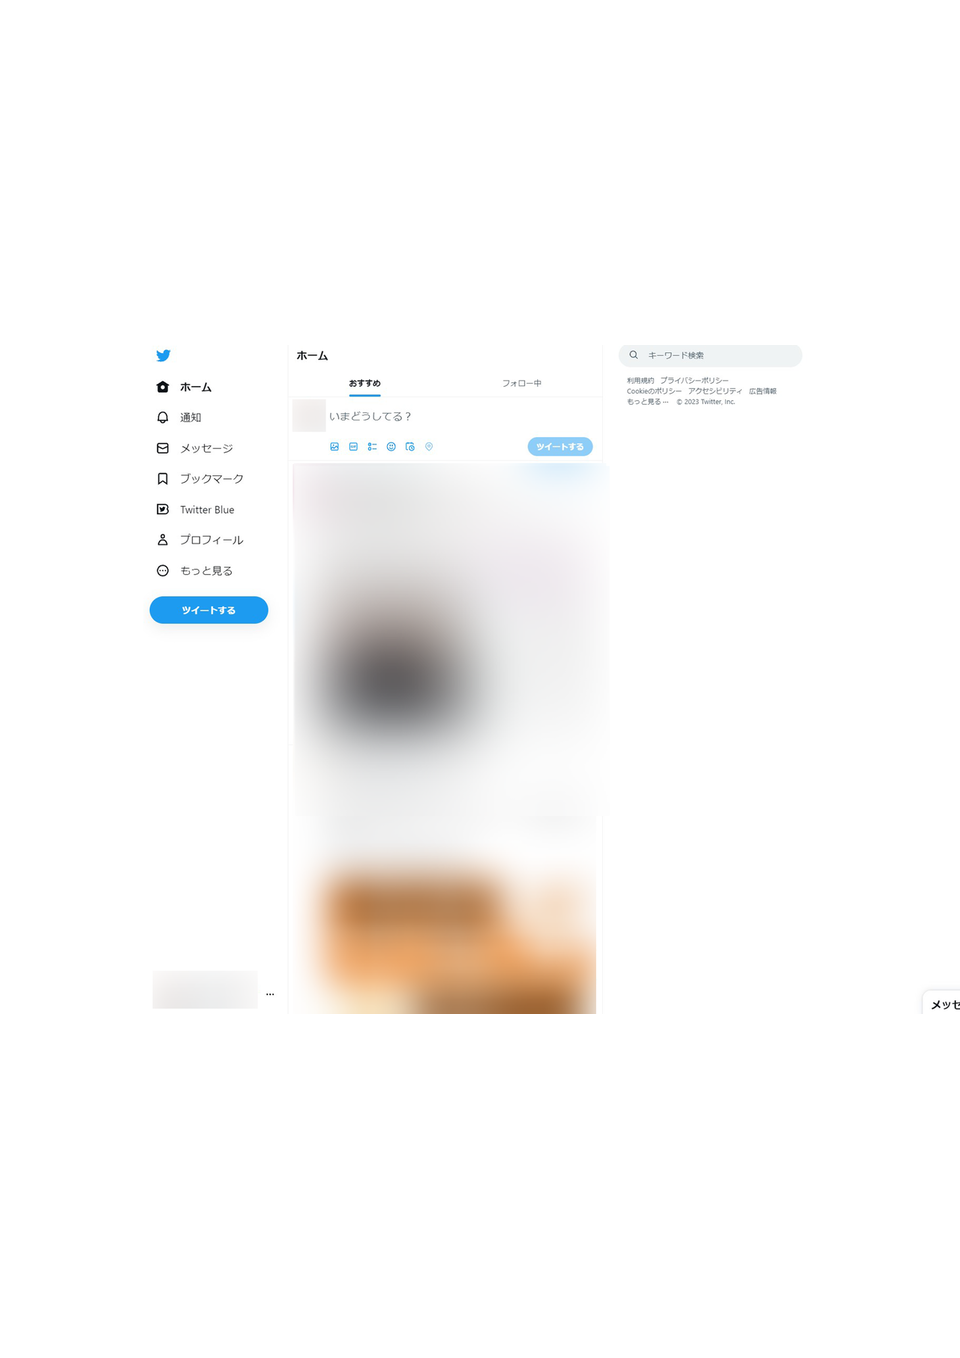 ホーム
通知
メッセージ
ブックマーク
Twitter Blue
プロフィール
もっと見る
ツイートする
ホーム
おすすめ
フォロー中
いまどうしてる？
ツイートする
キーワード検索
利用規約 プライバシーポリシー
Cookieのポリシー アクセシビリティ 広告情報
もっと見る ... © 2023 Twitter, Inc.
メッセ